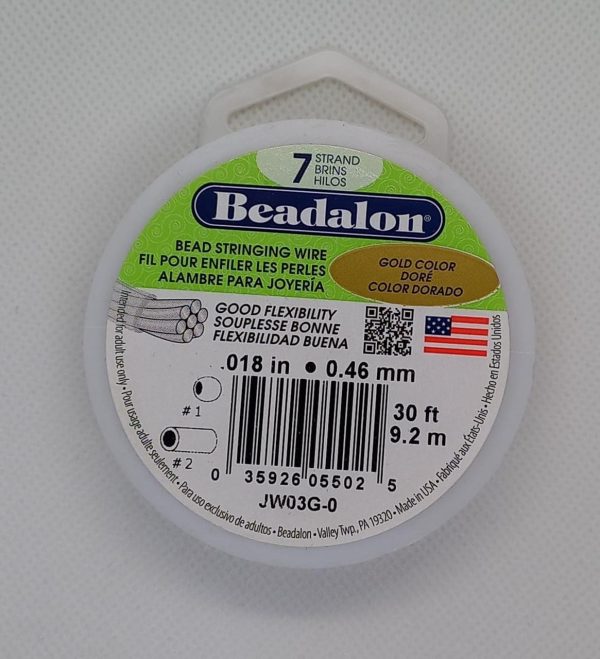 7 STRAND
BRINS
HILOS
Beadalon®
BEAD STRINGING WIRE
FIL POUR ENFILER LES PERLES
ALAMBRE PARA JOYERÍA
GOLD COLOR
DORÉ
COLOR DORADO
GOOD FLEXIBILITY
SOUPLESSE BONNE
FLEXIBILIDAD BUENA
.018 in • 0.46 mm
# 1
# 2
30 ft
9.2 m
0 35926 05502 5
JW03G-0
Intended for adult use only • Pour usage adulte seulement • Para uso exclusivo de adultos • Beadalon • Valley Twp., PA 19320 • Made in USA • Fabriqué aux États-Unis • Hecho en Estados Unidos